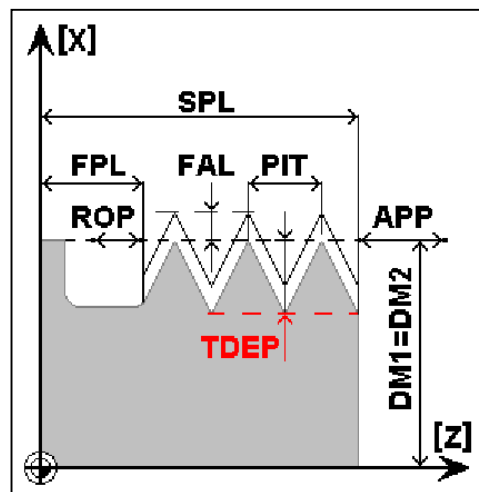 [X]
SPL
FPL FAL PIT
ROP APP
TDEP
DM1=DM2
[Z]